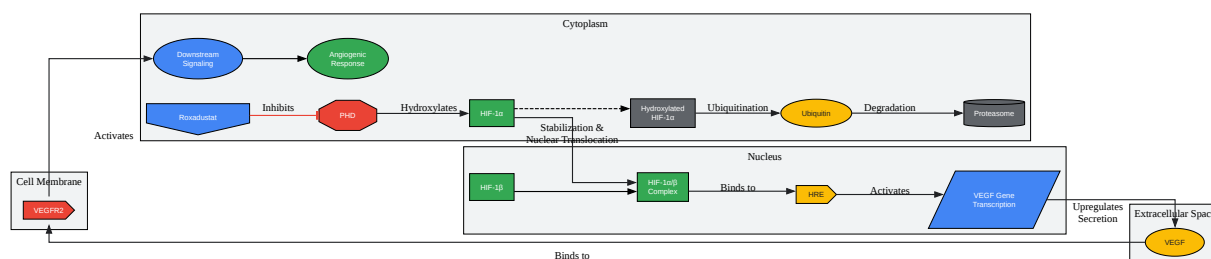 Cytoplasm
Downstream
Signaling
Angiogenic
Response
Roxadustat
Inhibits
PHD
Hydroxylates
HIF-1α
Hydroxylated
HIF-1α
Ubiquitination
Ubiquitin
Degradation
Proteasome
Activates
Stabilization &
Nuclear Translocation
Nucleus
HIF-1β
HIF-1α/β
Complex
Binds to
HRE
Activates
VEGF Gene
Transcription
Cell Membrane
VEGFR2
Upregulates
Secretion
Extracellular Spac
VEGF
Binds to